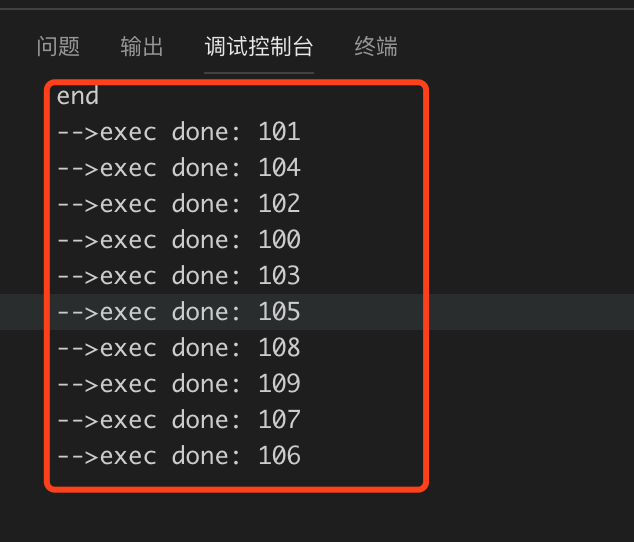 问题 输出 调试控制台 终端
end
-->exec done: 101
-->exec done: 104
-->exec done: 102
-->exec done: 100
-->exec done: 103
-->exec done: 105
-->exec done: 108
-->exec done: 109
-->exec done: 107
-->exec done: 106